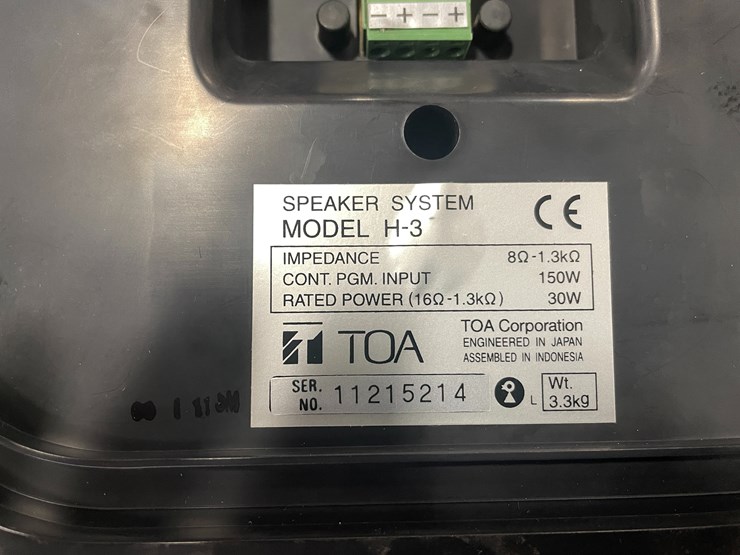 − + − +
SPEAKER SYSTEM
MODEL H-3
CE
IMPEDANCE 8Ω-1.3kΩ
CONT. PGM. INPUT 150W
RATED POWER (16Ω-1.3kΩ) 30W
TOA
TOA Corporation
ENGINEERED IN JAPAN
ASSEMBLED IN INDONESIA
SER. NO. 11215214
L
Wt.
3.3kg